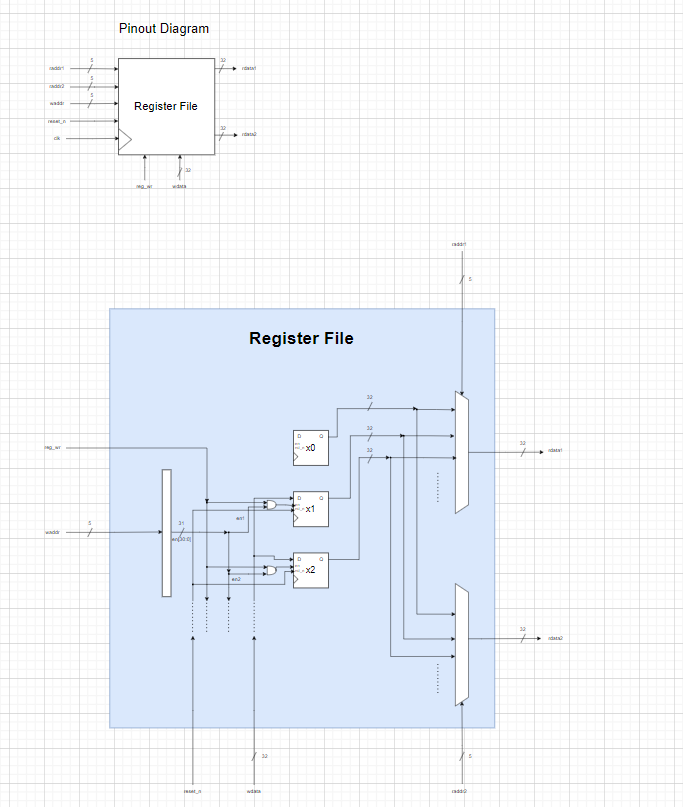 Pinout Diagram
5
32
raddr1
rdata1
5
raddr2
5
waddr
Register File
reset_n
32
clk
rdata2
32
reg_wr
wdata
raddr1
5
Register File
32
D
Q
32
x0
reg_wr
32
32
rdata1
D
Q
x1
5
31
en1
waddr
en[30:0]
D
Q
x2
en2
32
rdata2
32
5
reset_n
wdata
raddr2